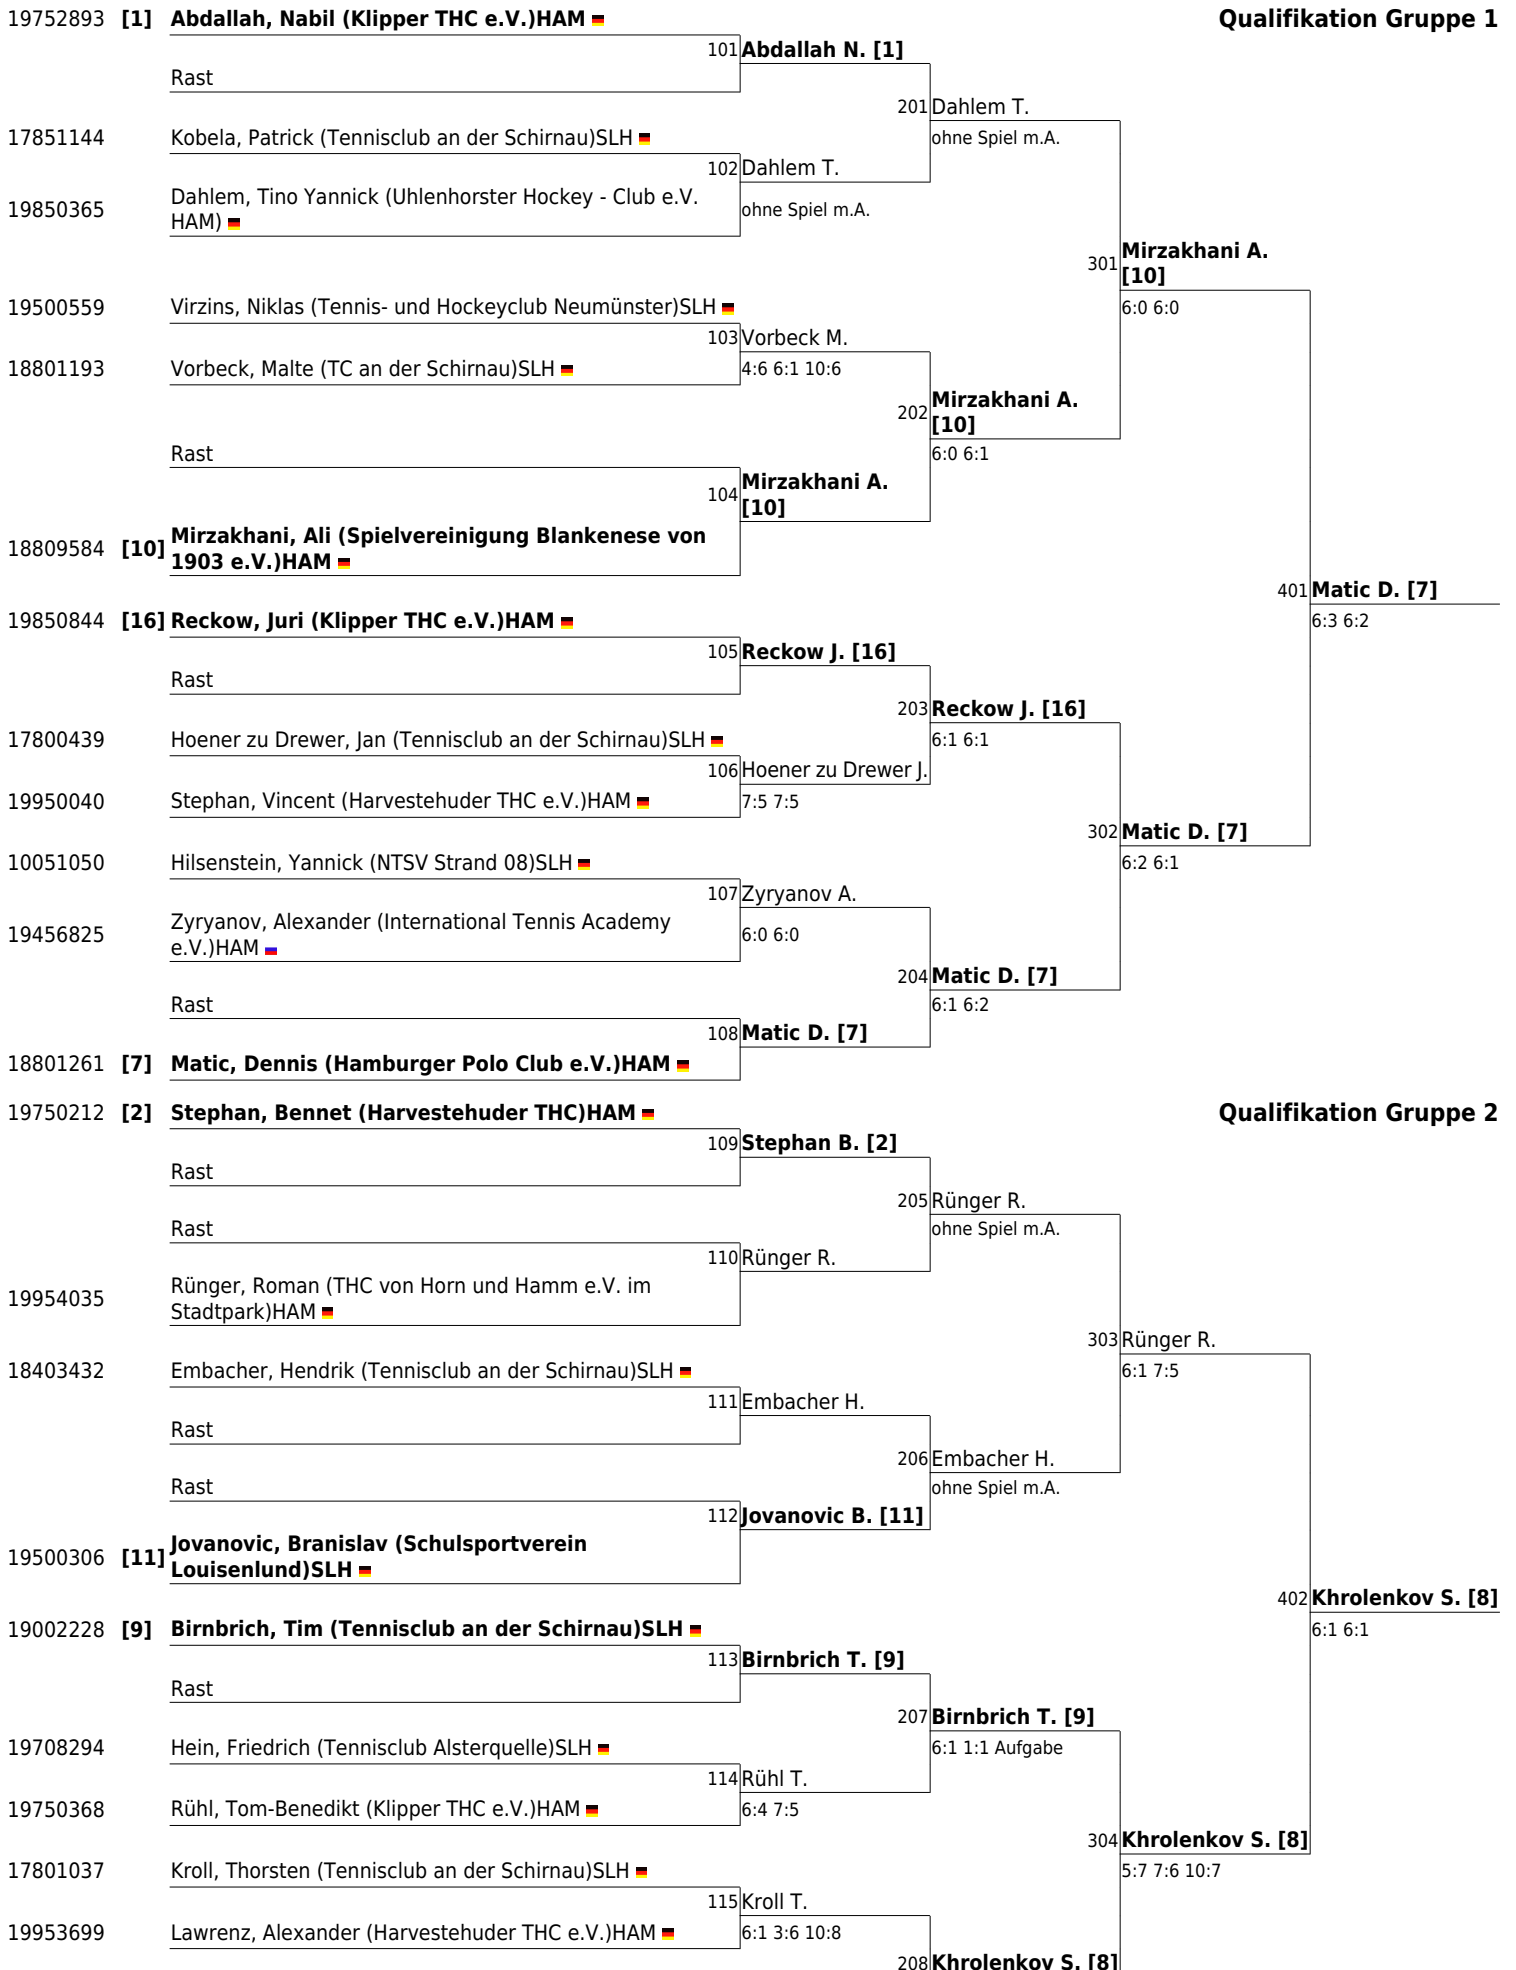 19752893 [1] Abdallah, Nabil (Klipper THC e.V.)HAM
Qualifikation Gruppe 1
101 Abdallah N. [1]
Rast
201 Dahlem T.
17851144 Kobela, Patrick (Tennisclub an der Schirnau)SLH
ohne Spiel m.A.
102 Dahlem T.
19850365 Dahlem, Tino Yannick (Uhlenhorster Hockey - Club e.V.
HAM)
ohne Spiel m.A.
301 Mirzakhani A.
[10]
19500559 Virzins, Niklas (Tennis- und Hockeyclub Neumünster)SLH
6:0 6:0
103 Vorbeck M.
18801193 Vorbeck, Malte (TC an der Schirnau)SLH
4:6 6:1 10:6
202 Mirzakhani A.
[10]
Rast
6:0 6:1
104 Mirzakhani A.
[10]
18809584 [10] Mirzakhani, Ali (Spielvereinigung Blankenese von
1903 e.V.)HAM
401 Matic D. [7]
19850844 [16] Reckow, Juri (Klipper THC e.V.)HAM
6:3 6:2
105 Reckow J. [16]
Rast
203 Reckow J. [16]
17800439 Hoener zu Drewer, Jan (Tennisclub an der Schirnau)SLH
6:1 6:1
106 Hoener zu Drewer J.
19950040 Stephan, Vincent (Harvestehuder THC e.V.)HAM
7:5 7:5
302 Matic D. [7]
10051050 Hilsenstein, Yannick (NTSV Strand 08)SLH
6:2 6:1
107 Zyryanov A.
19456825 Zyryanov, Alexander (International Tennis Academy
e.V.)HAM
6:0 6:0
204 Matic D. [7]
Rast
6:1 6:2
108 Matic D. [7]
18801261 [7] Matic, Dennis (Hamburger Polo Club e.V.)HAM
19750212 [2] Stephan, Bennet (Harvestehuder THC)HAM
Qualifikation Gruppe 2
109 Stephan B. [2]
Rast
205 Rünger R.
Rast
ohne Spiel m.A.
110 Rünger R.
19954035 Rünger, Roman (THC von Horn und Hamm e.V. im
Stadtpark)HAM
303 Rünger R.
18403432 Embacher, Hendrik (Tennisclub an der Schirnau)SLH
6:1 7:5
111 Embacher H.
Rast
206 Embacher H.
Rast
ohne Spiel m.A.
112 Jovanovic B. [11]
19500306 [11] Jovanovic, Branislav (Schulsportverein
Louisenlund)SLH
402 Khrolenkov S. [8]
19002228 [9] Birnbrich, Tim (Tennisclub an der Schirnau)SLH
6:1 6:1
113 Birnbrich T. [9]
Rast
207 Birnbrich T. [9]
19708294 Hein, Friedrich (Tennisclub Alsterquelle)SLH
6:1 1:1 Aufgabe
114 Rühl T.
19750368 Rühl, Tom-Benedikt (Klipper THC e.V.)HAM
6:4 7:5
304 Khrolenkov S. [8]
17801037 Kroll, Thorsten (Tennisclub an der Schirnau)SLH
5:7 7:6 10:7
115 Kroll T.
19953699 Lawrenz, Alexander (Harvestehuder THC e.V.)HAM
6:1 3:6 10:8
208 Khrolenkov S. [8]